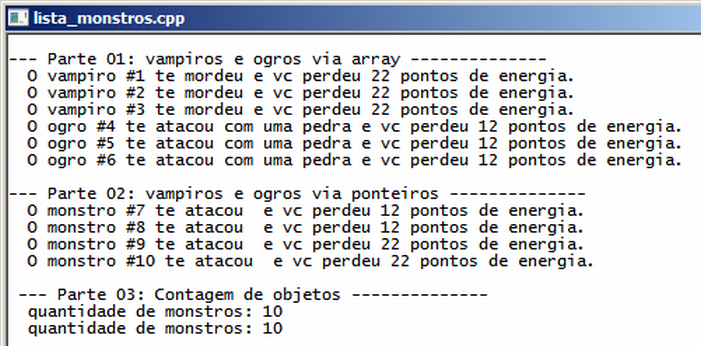 lista_monstros.cpp
--- Parte 01: vampiros e ogros via array --------------
O vampiro #1 te mordeu e vc perdeu 22 pontos de energia.
O vampiro #2 te mordeu e vc perdeu 22 pontos de energia.
O vampiro #3 te mordeu e vc perdeu 22 pontos de energia.
O ogro #4 te atacou com uma pedra e vc perdeu 12 pontos de energia.
O ogro #5 te atacou com uma pedra e vc perdeu 12 pontos de energia.
O ogro #6 te atacou com uma pedra e vc perdeu 12 pontos de energia.
--- Parte 02: vampiros e ogros via ponteiros --------------
O monstro #7 te atacou  e vc perdeu 12 pontos de energia.
O monstro #8 te atacou  e vc perdeu 12 pontos de energia.
O monstro #9 te atacou  e vc perdeu 22 pontos de energia.
O monstro #10 te atacou  e vc perdeu 22 pontos de energia.
--- Parte 03: Contagem de objetos --------------
quantidade de monstros: 10
quantidade de monstros: 10